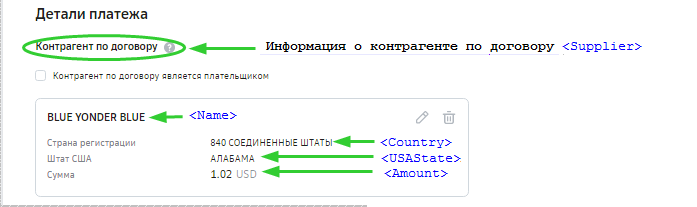 Детали платежа
Контрагент по договору ? Информация о контрагенте по договору <Supplier>
Контрагент по договору является плательщиком
BLUE YONDER BLUE <Name>
Страна регистрации 840 СОЕДИНЕННЫЕ ШТАТЫ <Country>
Штат США АЛАБАМА <USAState>
Сумма 1.02 USD <Amount>